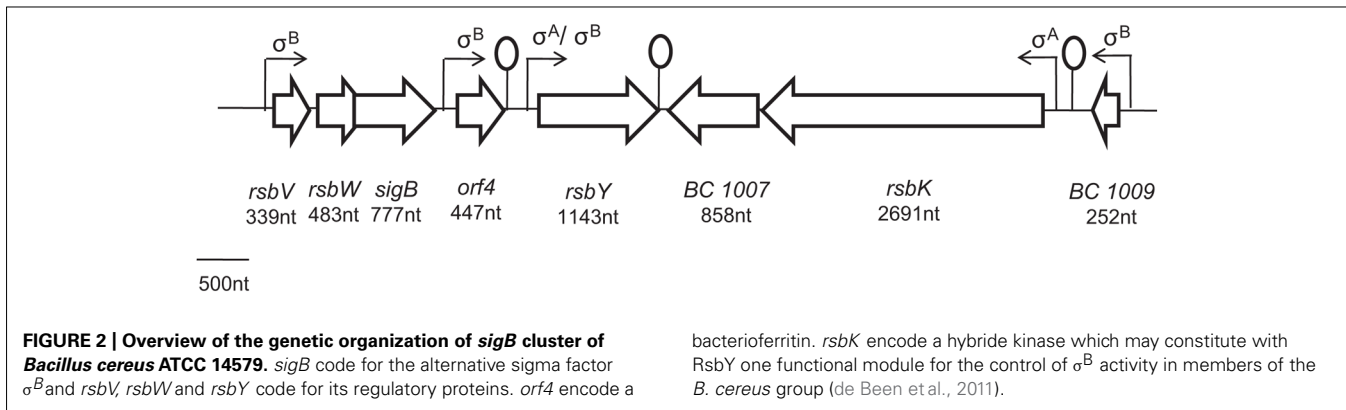 σB σB σA/ σB σA σB
rsbV rsbW sigB orf4 rsbY BC 1007 rsbK BC 1009
339nt 483nt 777nt 447nt 1143nt 858nt 2691nt 252nt
500nt
FIGURE 2 | Overview of the genetic organization of sigB cluster of
Bacillus cereus ATCC 14579. sigB code for the alternative sigma factor
σB and rsbV, rsbW and rsbY code for its regulatory proteins. orf4 encode a
bacterioferritin. rsbK encode a hybride kinase which may constitute with
RsbY one functional module for the control of σB activity in members of the
B. cereus group (de Been et al., 2011).